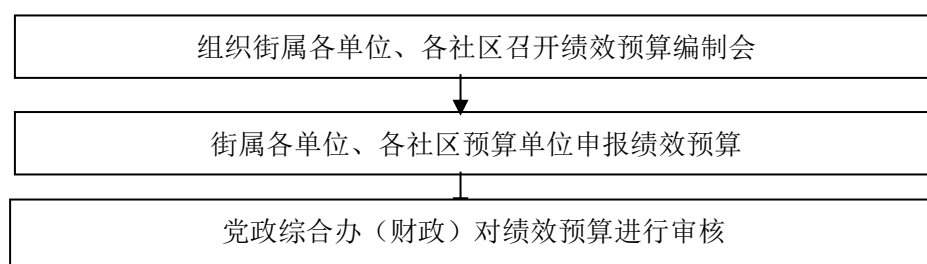 组织街属各单位、各社区召开绩效预算编制会
街属各单位、各社区预算单位申报绩效预算
党政综合办（财政）对绩效预算进行审核